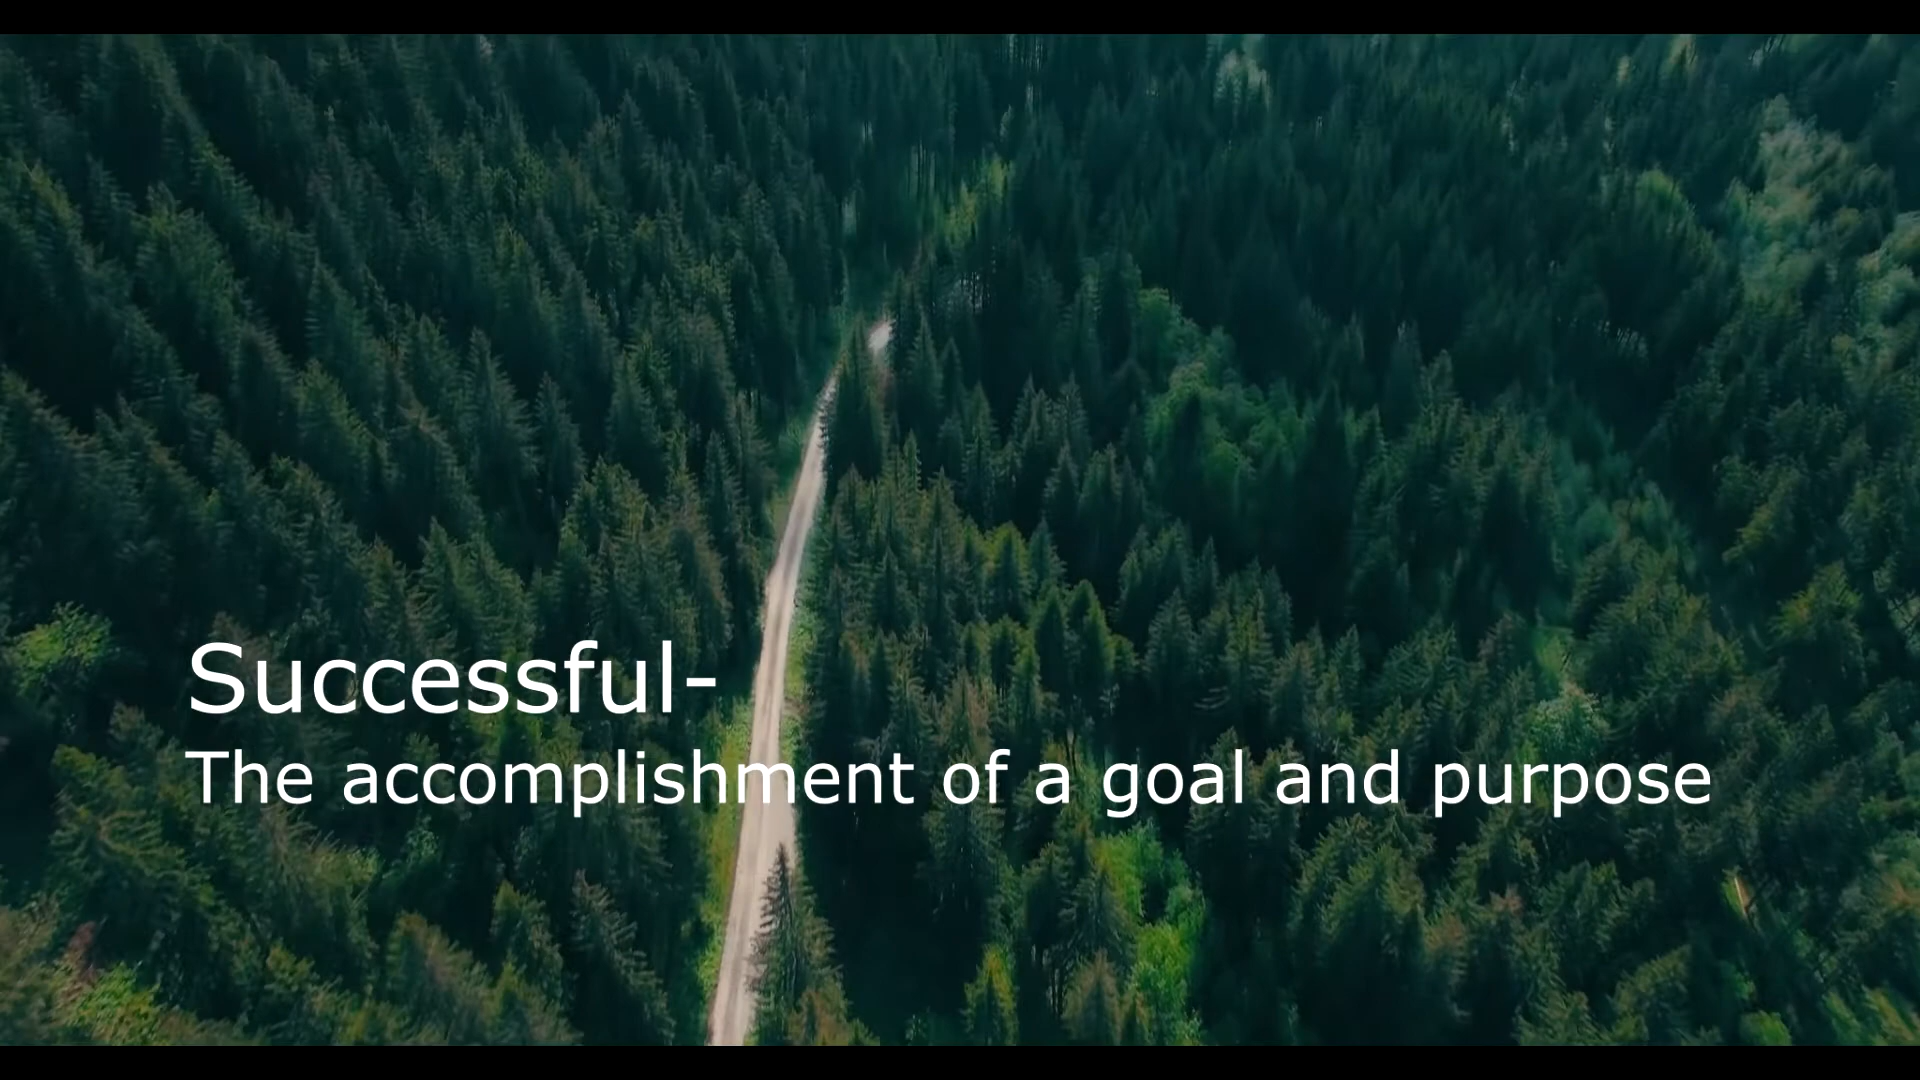 Successful-
The accomplishment of a goal and purpose